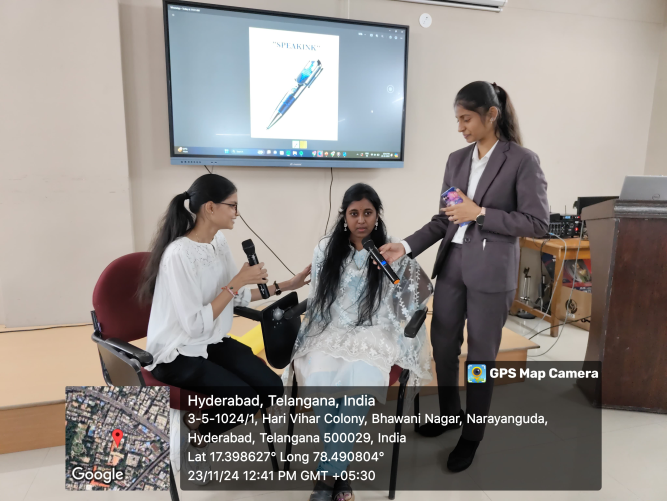 "SPEAKINK"
GPS Map Camera
Hyderabad, Telangana, India
3-5-1024/1, Hari Vihar Colony, Bhawani Nagar, Narayanguda,
Hyderabad, Telangana 500029, India
Lat 17.398627° Long 78.490804°
23/11/24 12:41 PM GMT +05:30
Google